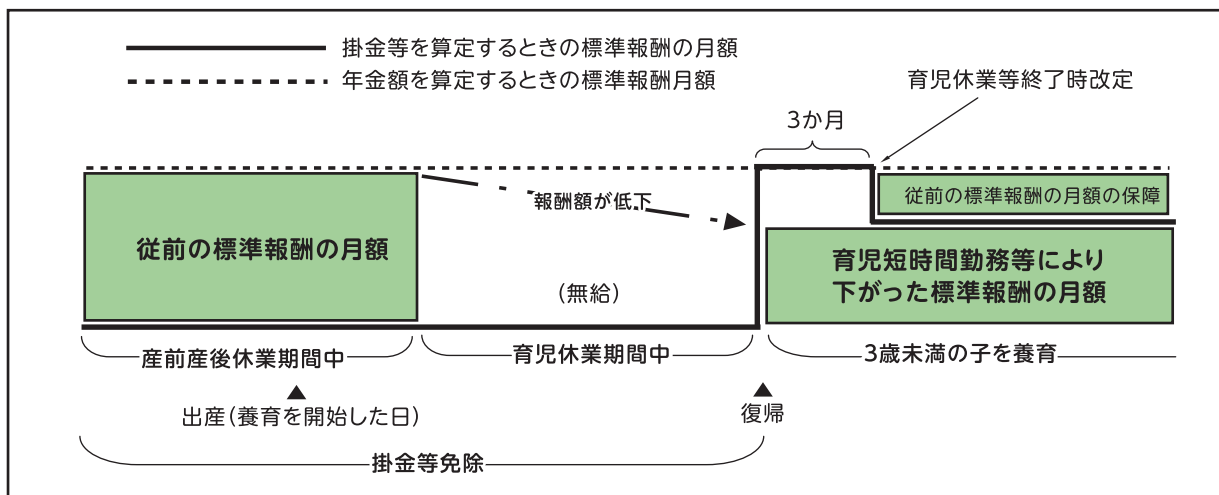 掛金等を算定するときの標準報酬の月額
年金額を算定するときの標準報酬月額
育児休業等終了時改定
3か月
報酬額が低下
従前の標準報酬の月額の保障
従前の標準報酬の月額
育児短時間勤務等により
下がった標準報酬の月額
(無給)
産前産後休業期間中
育児休業期間中
3歳未満の子を養育
出産(養育を開始した日)
復帰
掛金等免除